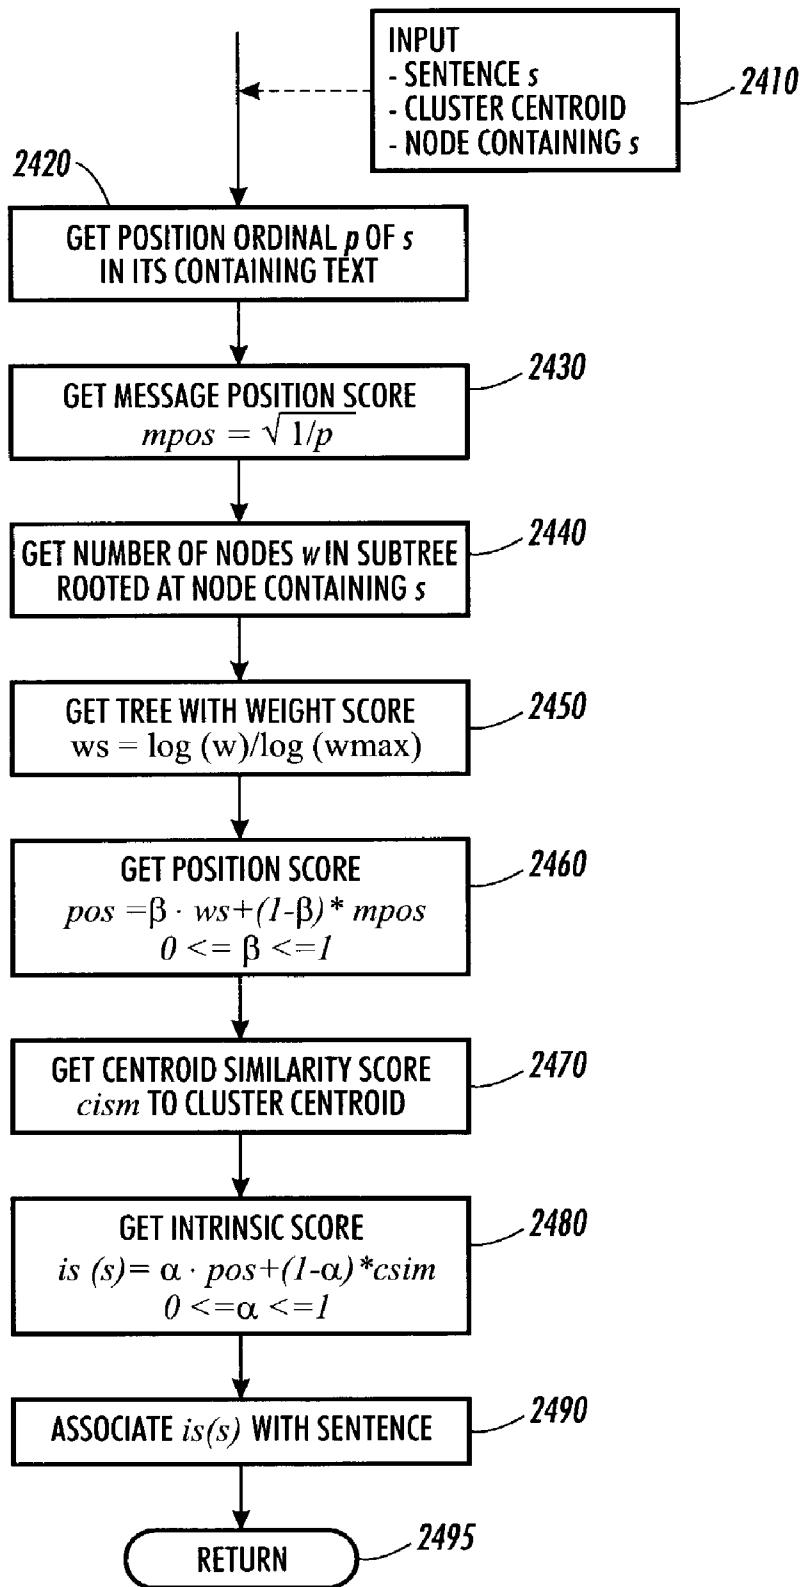 INPUT
- SENTENCE s
- CLUSTER CENTROID
- NODE CONTAINING s
2410
2420
GET POSITION ORDINAL p OF s
IN ITS CONTAINING TEXT
2430
GET MESSAGE POSITION SCORE
mpos = √1/p
2440
GET NUMBER OF NODES w IN SUBTREE
ROOTED AT NODE CONTAINING s
2450
GET TREE WITH WEIGHT SCORE
ws = log (w)/log (wmax)
2460
GET POSITION SCORE
pos =β · ws+(1-β)* mpos
0 <= β <=1
2470
GET CENTROID SIMILARITY SCORE
cism TO CLUSTER CENTROID
2480
GET INTRINSIC SCORE
is (s)= α · pos+(1-α)*csim
0 <=α <=1
2490
ASSOCIATE is(s) WITH SENTENCE
2495
RETURN